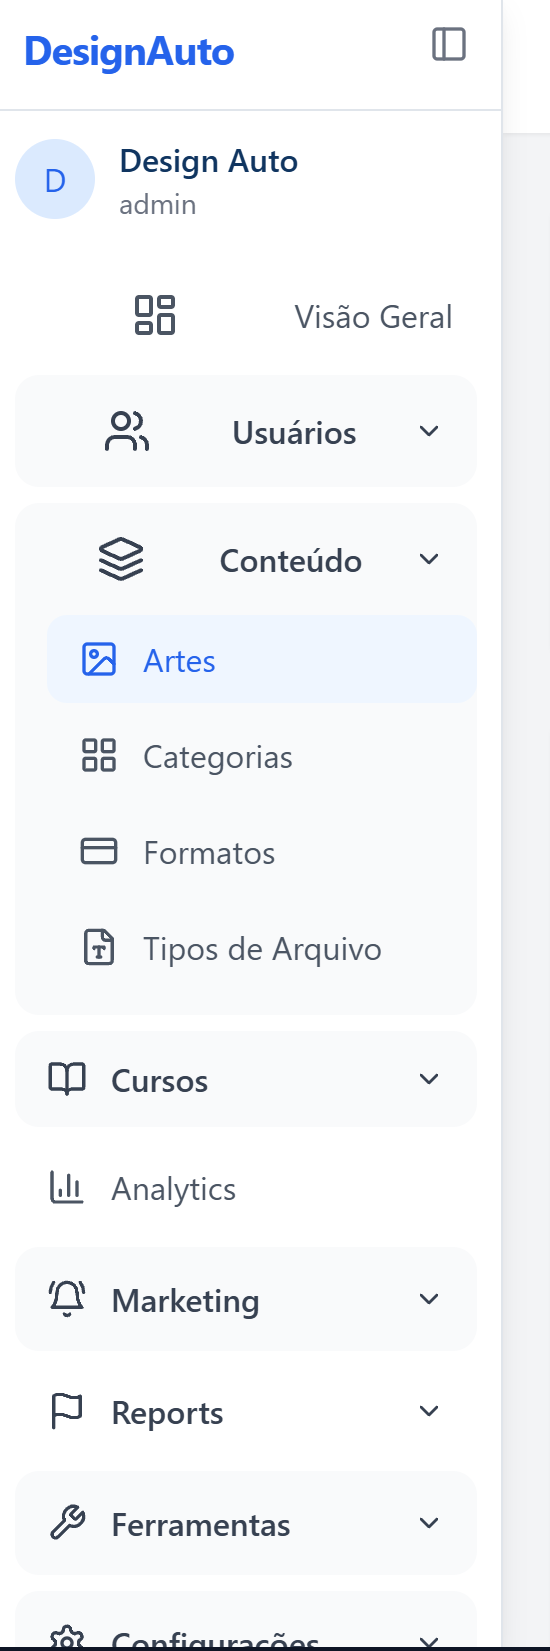 DesignAuto
D
Design Auto
admin
Visão Geral
Usuários
Conteúdo
Artes
Categorias
Formatos
Tipos de Arquivo
Cursos
Analytics
Marketing
Reports
Ferramentas
Configurações